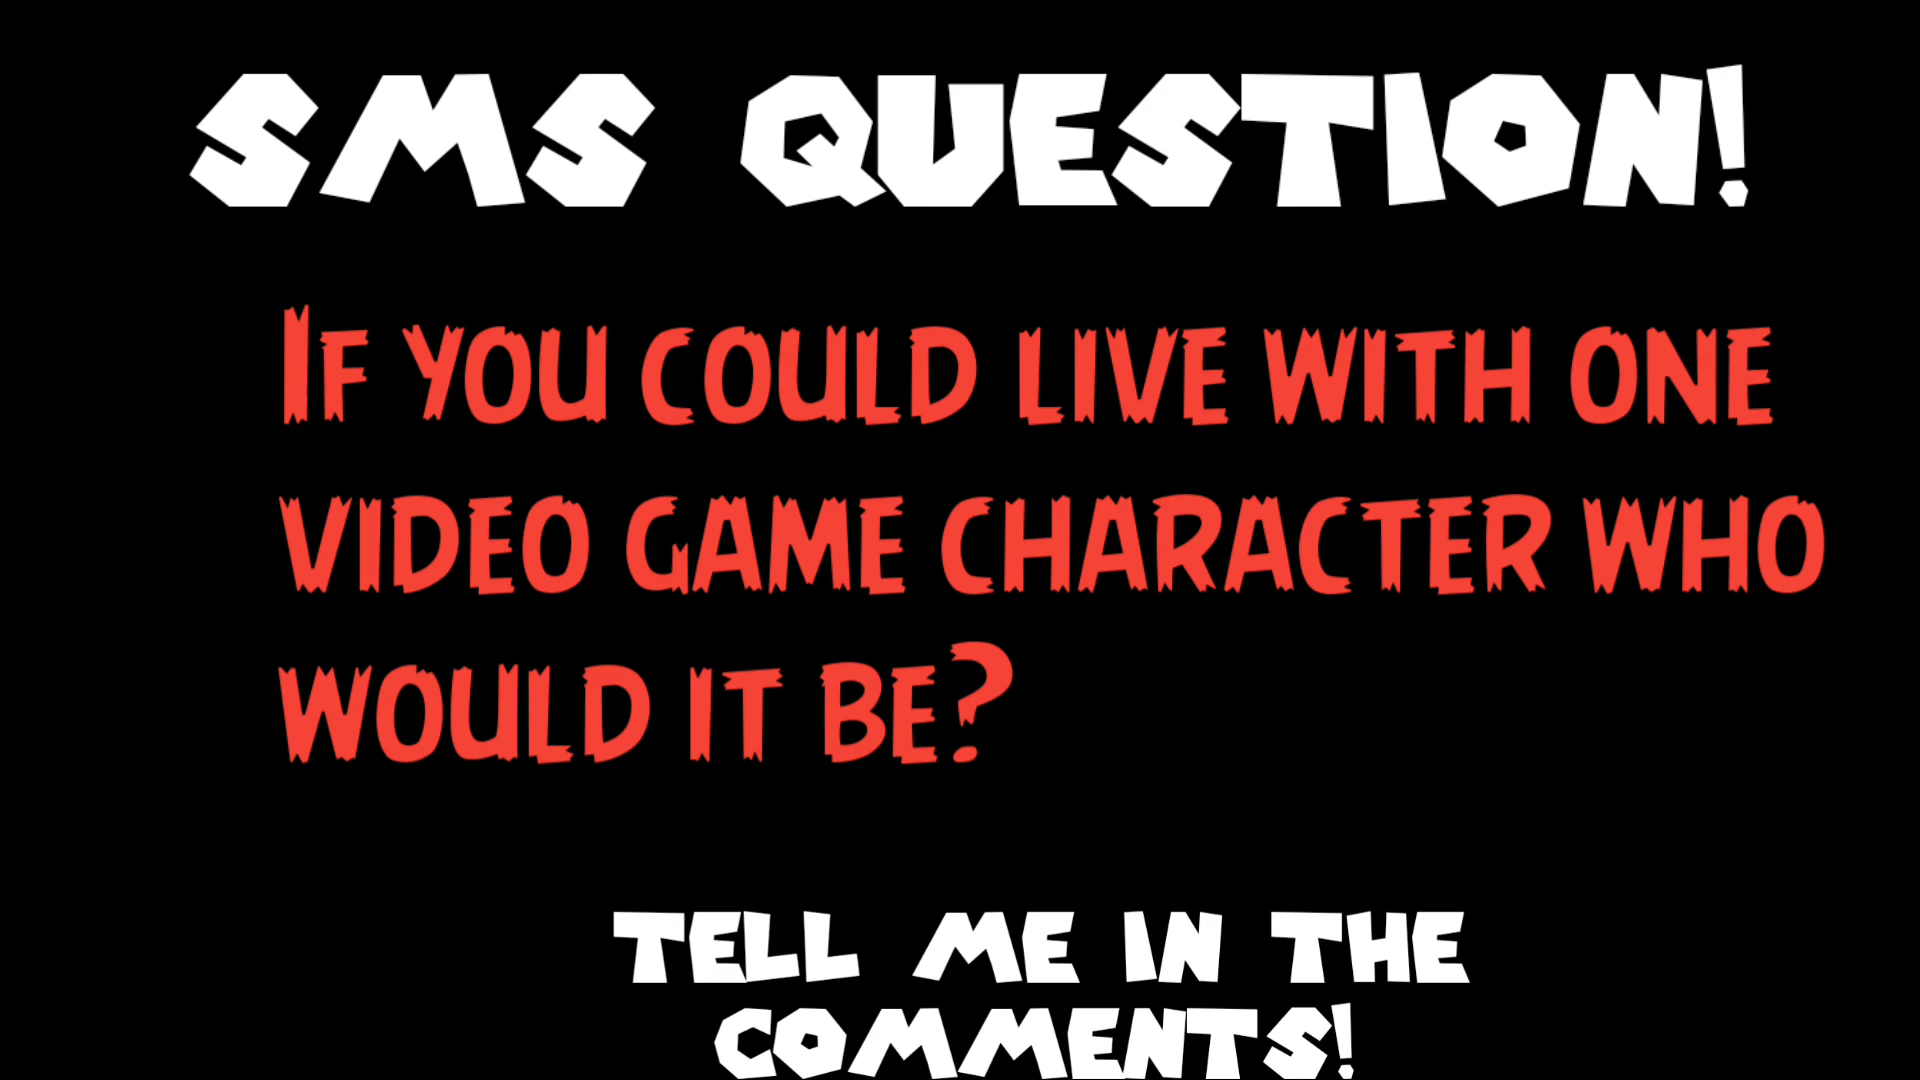 SMS QUESTION!
IF YOU COULD LIVE WITH ONE
VIDEO GAME CHARACTER WHO
WOULD IT BE?
TELL ME IN THE
COMMENTS!